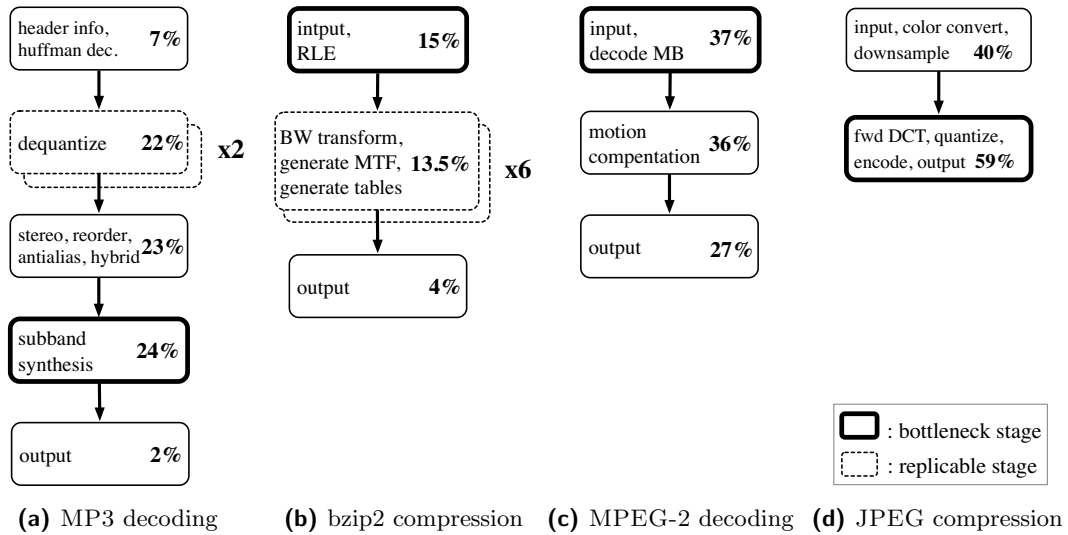 header info,
huffman dec.
7%
dequantize
22%
x2
stereo, reorder,
antialias, hybrid
23%
subband
synthesis
24%
output
2%
(a) MP3 decoding
intput,
RLE
15%
BW transform,
generate MTF,
generate tables
13.5%
x6
output
4%
(b) bzip2 compression
input,
decode MB
37%
motion
compentation
36%
output
27%
(c) MPEG-2 decoding
input, color convert,
downsample 40%
fwd DCT, quantize,
encode, output 59%
: bottleneck stage
: replicable stage
(d) JPEG compression